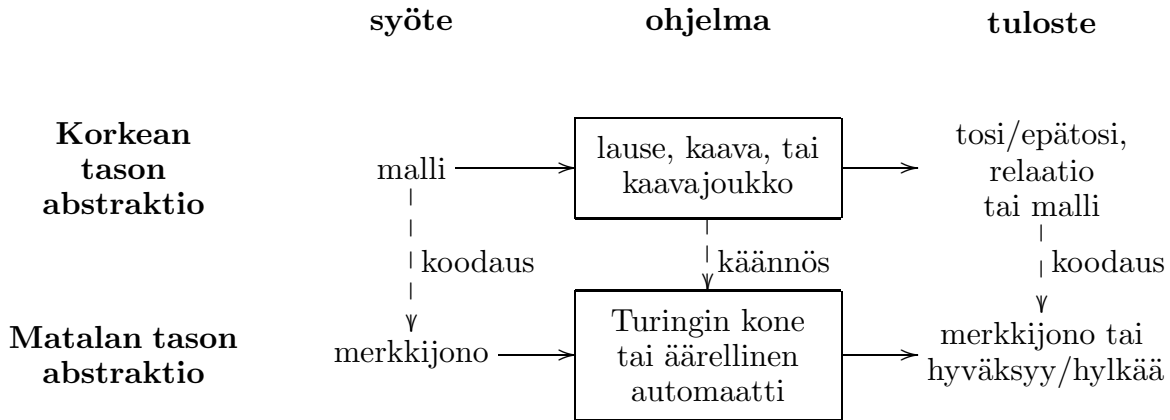 syöte ohjelma tuloste
Korkean
tason
abstraktio
malli
lause, kaava, tai
kaavajoukko
tosi/epätosi,
relaatio
tai malli
koodaus
käännös
koodaus
Matalan tason
abstraktio
merkkijono
Turingin kone
tai äärellinen
automaatti
merkkijono tai
hyväksyy/hylkää